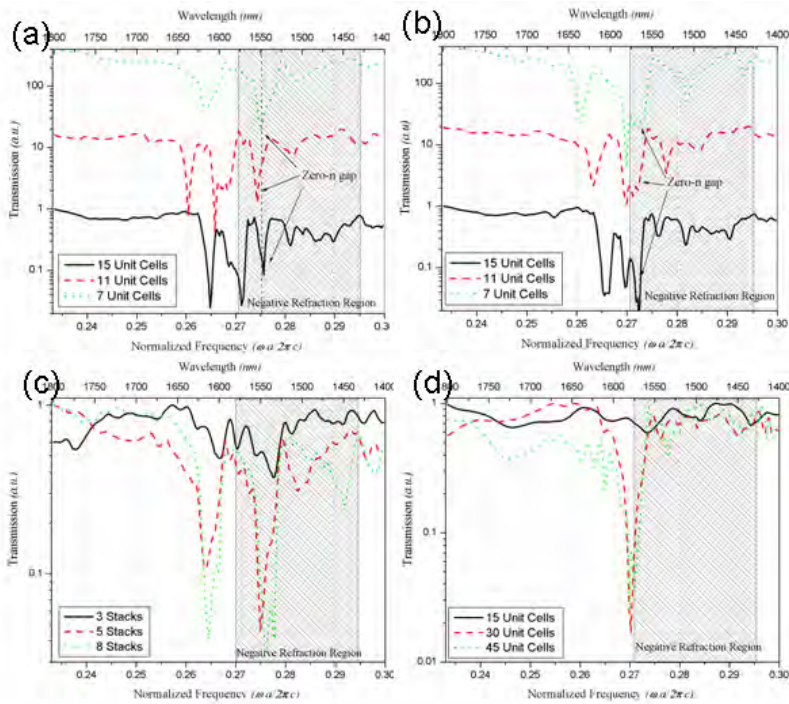 (a)
Wavelength (nm)
1800 1750 1700 1650 1600 1550 1500 1450 1400
Transmission (a.u.)
100
10
1
0.1
Zero-n gap
15 Unit Cells
11 Unit Cells
7 Unit Cells
Negative Refraction Region
0.24 0.25 0.26 0.27 0.28 0.29 0.30
Normalized Frequency (ωa/2πc)
(b)
Wavelength (nm)
1800 1750 1700 1650 1600 1550 1500 1450 1400
Transmission (a.u.)
100
10
1
0.1
Zero-n gap
15 Unit Cells
11 Unit Cells
7 Unit Cells
Negative Refraction Region
0.24 0.25 0.26 0.27 0.28 0.29 0.30
Normalized Frequency (ωa/2πc)
(c)
Wavelength (nm)
1800 1750 1700 1650 1600 1550 1500 1450 1400
Transmission (a.u.)
1
0.1
3 Stacks
5 Stacks
8 Stacks
Negative Refraction Region
0.24 0.25 0.26 0.27 0.28 0.29 0.30
Normalized Frequency (ωa/2πc)
(d)
Wavelength (nm)
1800 1750 1700 1650 1600 1550 1500 1450 1400
Transmission (a.u.)
1
0.1
0.01
15 Unit Cells
30 Unit Cells
45 Unit Cells
Negative Refraction Region
0.24 0.25 0.26 0.27 0.28 0.29 0.30
Normalized Frequency (ωa/2πc)